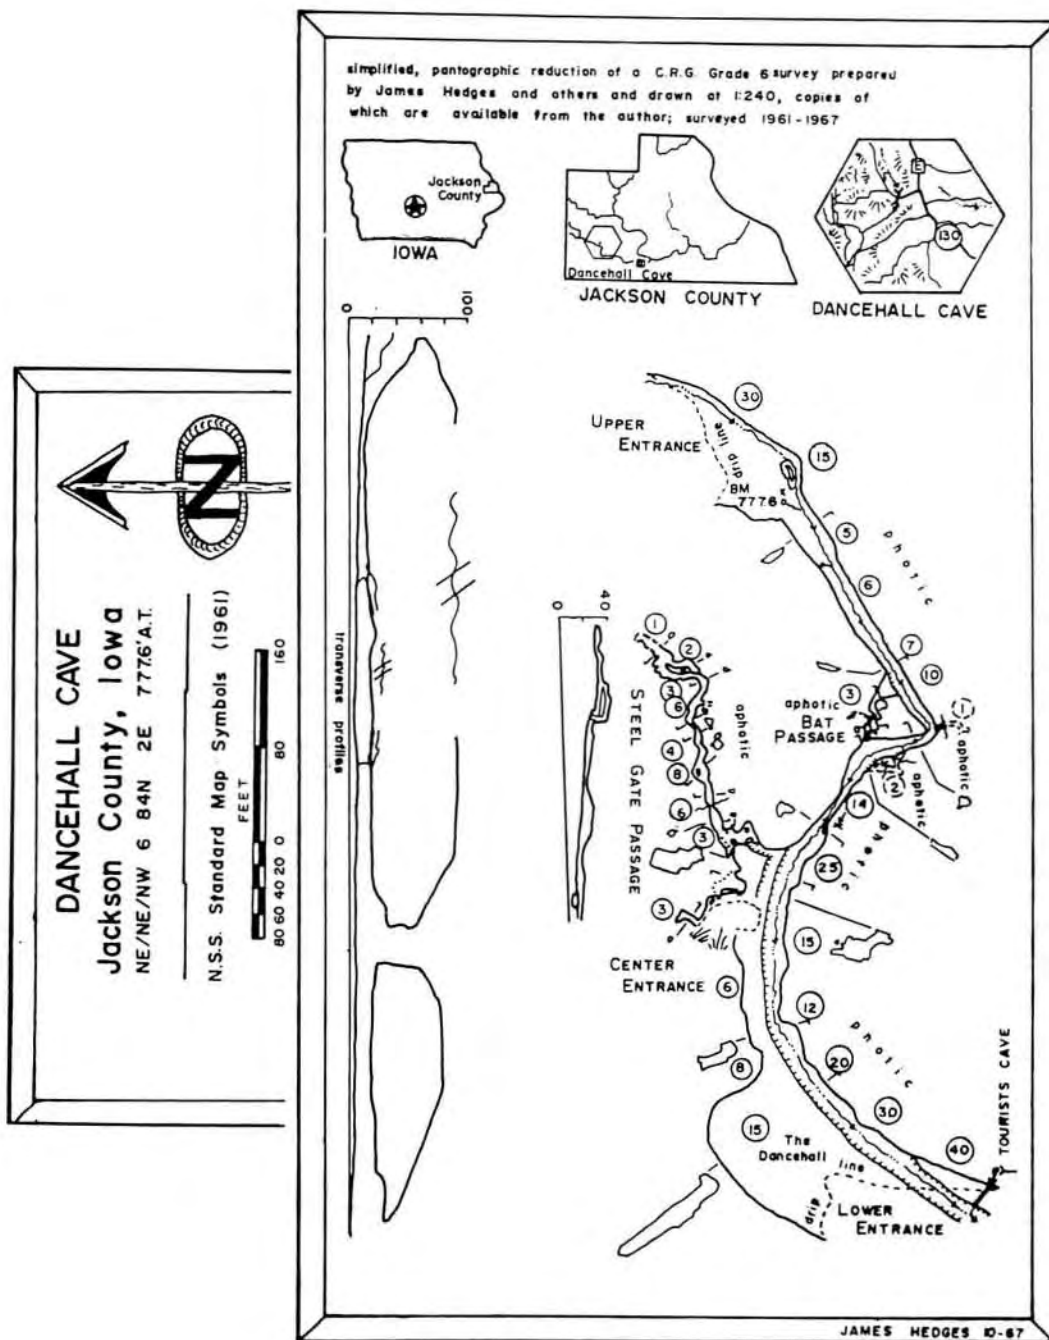 simplified, pantographic reduction of a C.R.G. Grade 6 survey prepared
by James Hedges and others and drawn at 1:240, copies of
which are available from the author; surveyed 1961-1967
Jackson
County
IOWA
Dancehall Cave
JACKSON COUNTY
E
130
DANCEHALL CAVE
0
100
transverse profiles
DANCEHALL CAVE
Jackson County, Iowa
NE/NE/NW 6 84N 2E 777.6' A.T.
N.S.S. Standard Map Symbols (1961)
FEET
80 60 40 20 0 80 160
N
UPPER
ENTRANCE
drip line
BM
777.6
30
15
5
photic
6
7
10
3
aphotic
BAT
PASSAGE
1
aphotic
aphotic
(2)
14
photic
25
0
40
1
2
3
6
aphotic
4
8
6
3
STEEL GATE PASSAGE
3
CENTER
ENTRANCE
6
15
12
photic
8
20
30
15
The
Dancehall
40
line
drip
LOWER
ENTRANCE
TOURISTS CAVE
JAMES HEDGES 10-67